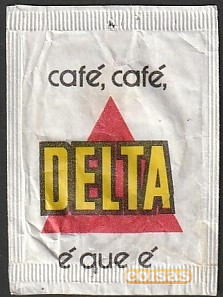 café, café,
DELTA
é que é
coisas